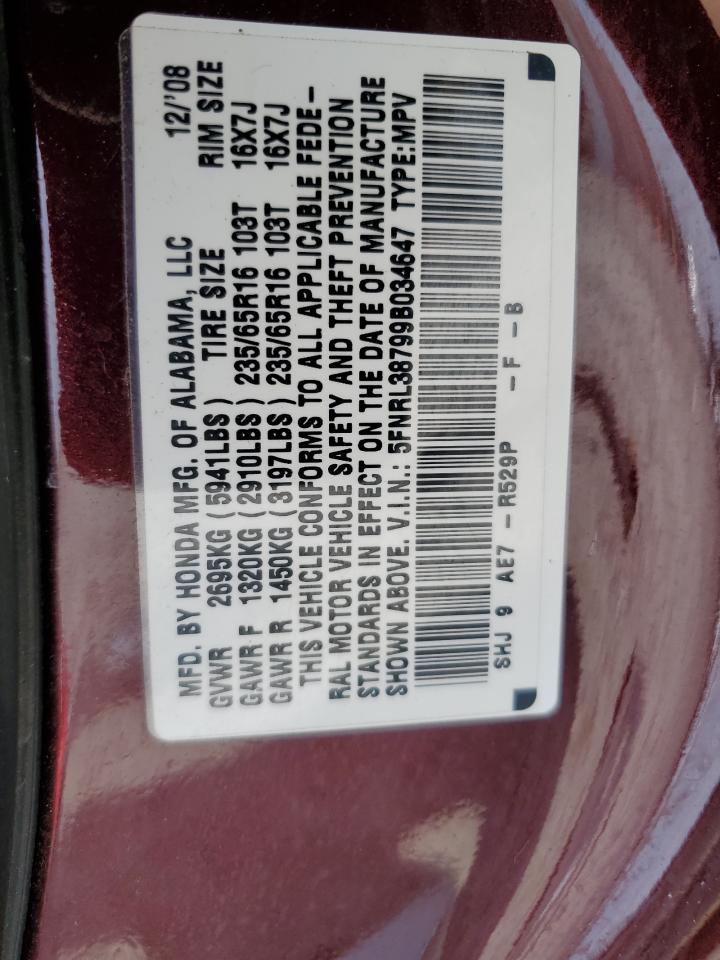 MFD. BY HONDA MFG. OF ALABAMA, LLC 12/'08
GVWR 2695KG (5941LBS) TIRE SIZE RIM SIZE
GAWR F 1320KG (2910LBS) 235/65R16 103T 16X7J
GAWR R 1450KG (3197LBS) 235/65R16 103T 16X7J
THIS VEHICLE CONFORMS TO ALL APPLICABLE FEDE-
RAL MOTOR VEHICLE SAFETY AND THEFT PREVENTION
STANDARDS IN EFFECT ON THE DATE OF MANUFACTURE
SHOWN ABOVE. V.I.N.: 5FNRL38799B034647 TYPE:MPV
SHJ 9 AE7 - R529P - F - B